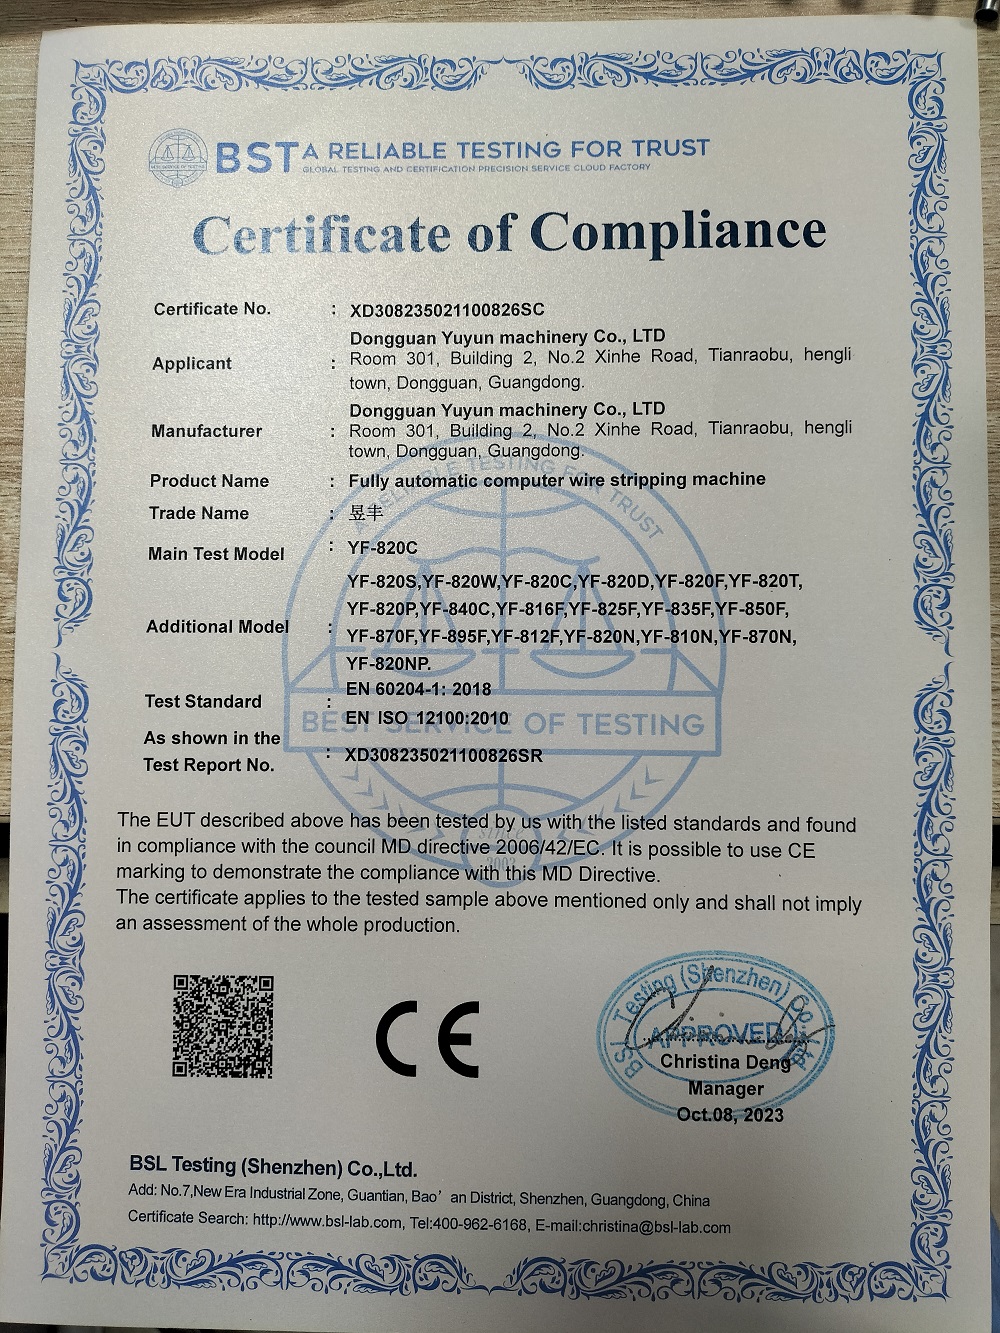 BST A RELIABLE TESTING FOR TRUST
GLOBAL TESTING AND CERTIFICATION PRECISION SERVICE CLOUD FACTORY
Certificate of Compliance
Certificate No. : XD308235021100826SC
Dongguan Yuyun machinery Co., LTD
Applicant : Room 301, Building 2, No.2 Xinhe Road, Tianraobu, hengli
town, Dongguan, Guangdong.
Dongguan Yuyun machinery Co., LTD
Manufacturer : Room 301, Building 2, No.2 Xinhe Road, Tianraobu, hengli
town, Dongguan, Guangdong.
A RELIABLE TESTING FOR TRUST
Product Name : Fully automatic computer wire stripping machine
Trade Name : 昱丰
Main Test Model : YF-820C
YF-820S,YF-820W,YF-820C,YF-820D,YF-820F,YF-820T,
YF-820P,YF-840C,YF-816F,YF-825F,YF-835F,YF-850F,
Additional Model : YF-870F,YF-895F,YF-812F,YF-820N,YF-810N,YF-870N,
YF-820NP.
Test Standard : EN 60204-1: 2018
EN ISO 12100:2010
BEST SERVICE OF TESTING
As shown in the
Test Report No. : XD308235021100826SR
since
2003
The EUT described above has been tested by us with the listed standards and found
in compliance with the council MD directive 2006/42/EC. It is possible to use CE
marking to demonstrate the compliance with this MD Directive.
The certificate applies to the tested sample above mentioned only and shall not imply
an assessment of the whole production.
CE
BSL Testing (Shenzhen) Co.,Ltd
APPROVED
Christina Deng
Manager
Oct.08, 2023
BSL Testing (Shenzhen) Co.,Ltd.
Add: No.7,New Era Industrial Zone, Guantian, Bao’an District, Shenzhen, Guangdong, China
Certificate Search: http://www.bsl-lab.com, Tel:400-962-6168, E-mail:christina@bsl-lab.com